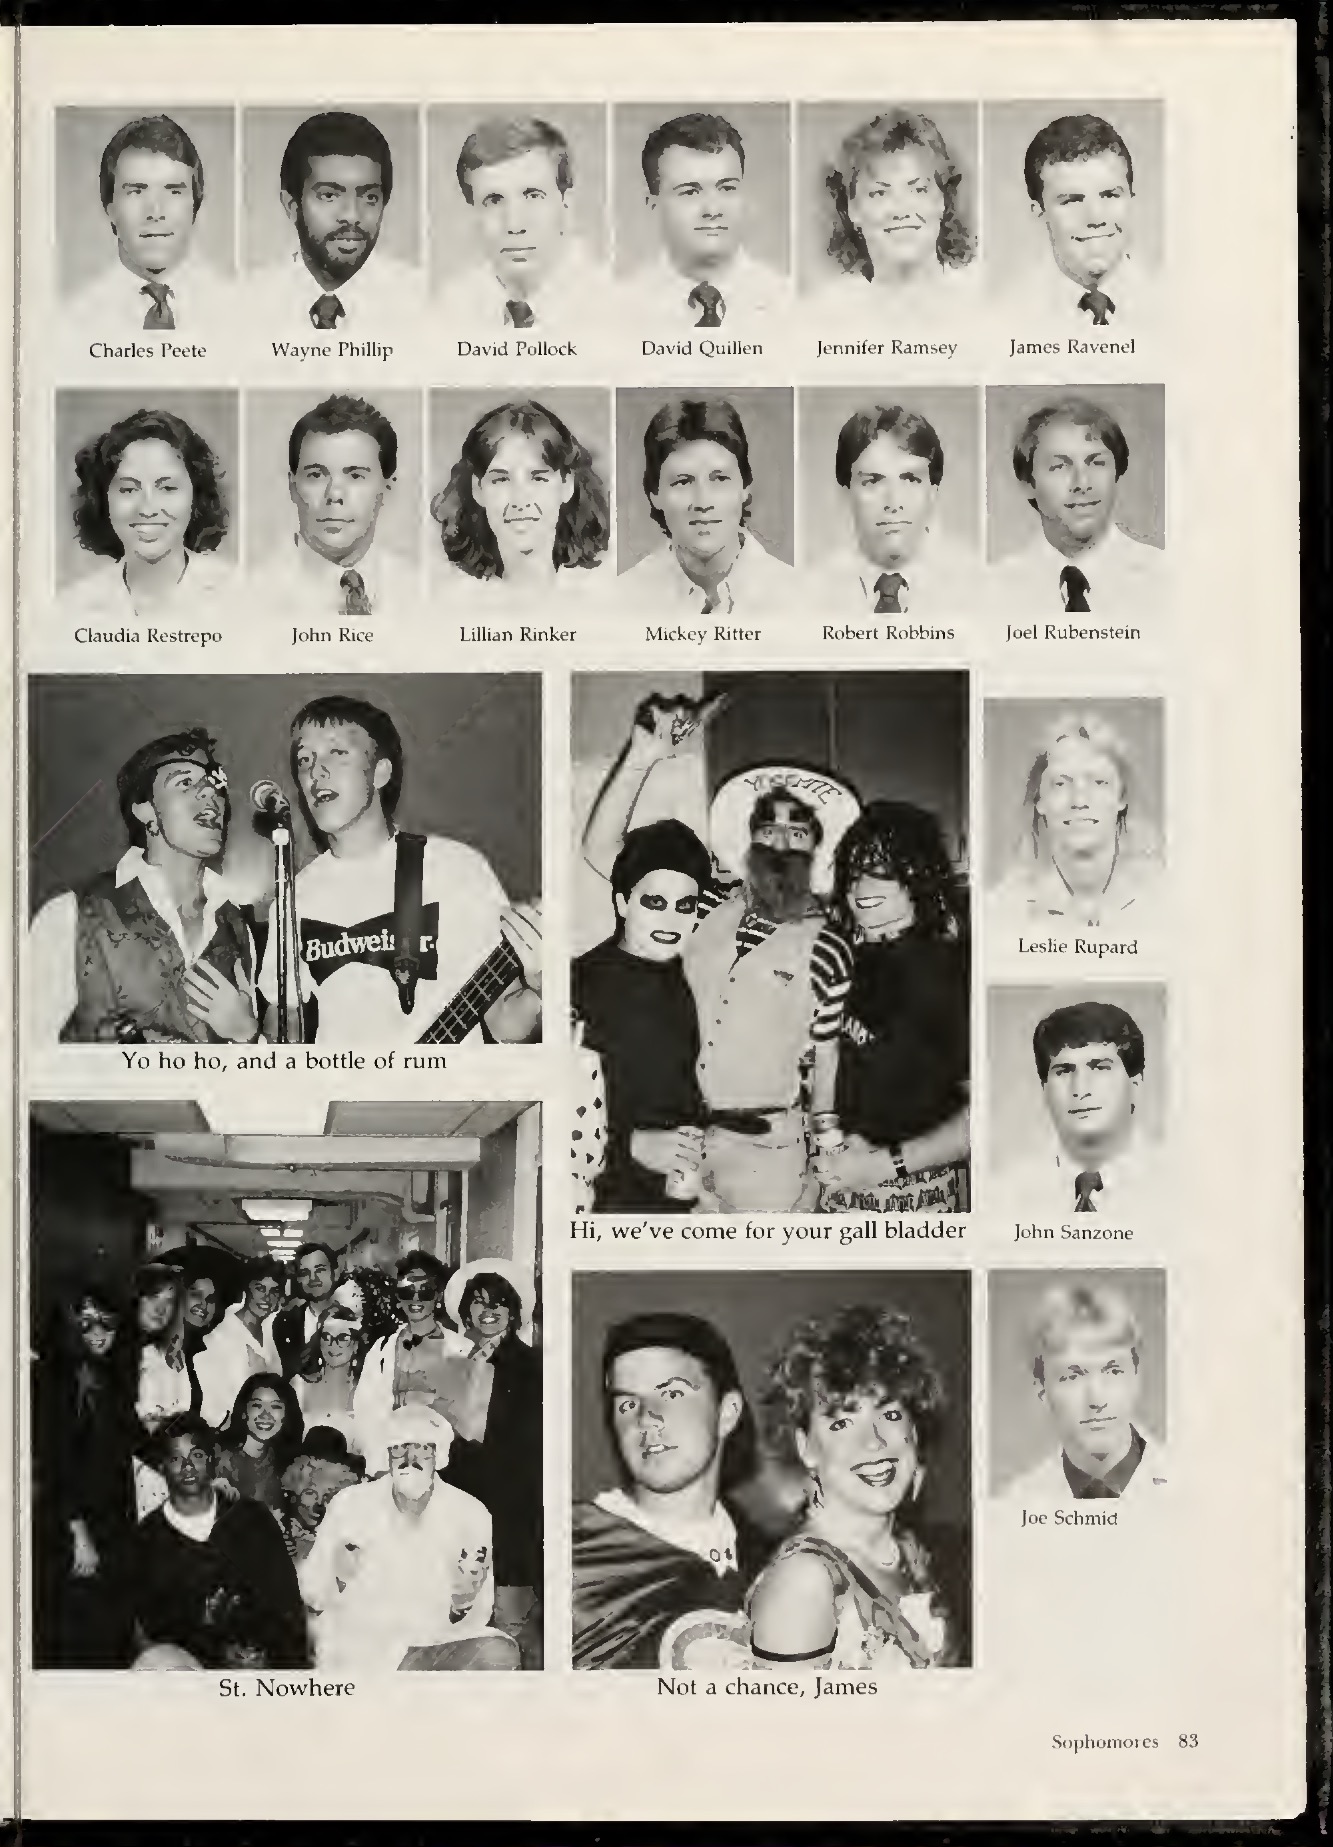 Charles Peete
Wayne Phillip
David Pollock
David Quillen
Jennifer Ramsey
James Ravenel
Claudia Restrepo
John Rice
Lillian Rinker
Mickey Ritter
Robert Robbins
Joel Rubenstein
Budweis r.
Yo ho ho, and a bottle of rum
YOSEMITE
Hi, we've come for your gall bladder
Leslie Rupard
John Sanzone
St. Nowhere
Not a chance, James
Joe Schmid
Sophomores 83